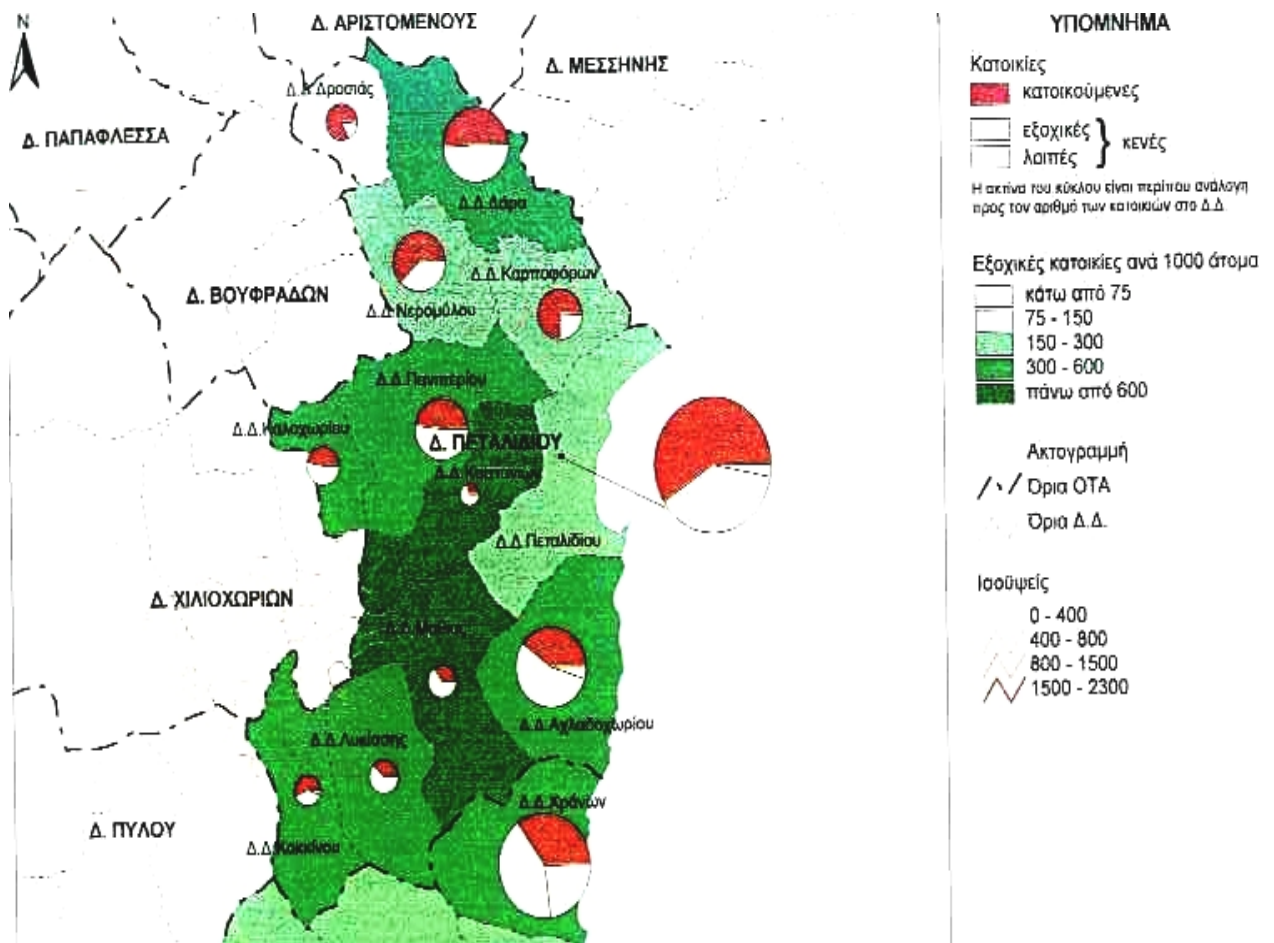 N
Δ. ΑΡΙΣΤΟΜΕΝΟΥΣ
Δ. ΜΕΣΣΗΝΗΣ
Δ.Δ.Δροσιάς
Δ. ΠΑΠΑΦΛΕΣΣΑ
Δ.Δ.Δάρα
Δ.Δ.Καρποφόρων
Δ. ΒΟΥΦΡΑΔΩΝ
Δ.Δ.Νερομύλου
Δ.Δ.Πανιπερίου
Δ.Δ.Καλοχωρίου
Δ. ΠΕΤΑΛΙΔΙΟΥ
Δ.Δ.Πεταλιδίου
Δ. ΧΙΛΙΟΧΩΡΙΩΝ
Δ.Δ.Αχλαδοχωρίου
Δ.Δ.Λυκίσσης
Δ.Δ.Χράνων
Δ. ΠΥΛΟΥ
Δ.Δ.Κοκκίνου
ΥΠΟΜΝΗΜΑ
Κατοικίες
κατοικούμενες
εξοχικές
λοιπές
κενές
Η ακτίνα του κύκλου είναι περίπου ανάλογη
προς τον αριθμό των κατοικιών στο Δ.Δ.
Εξοχικές κατοικίες ανά 1000 άτομα
κάτω από 75
75 - 150
150 - 300
300 - 600
πάνω από 600
Ακτογραμμή
Όρια ΟΤΑ
Όρια Δ.Δ.
Ισοϋψείς
0 - 400
400 - 800
800 - 1500
1500 - 2300